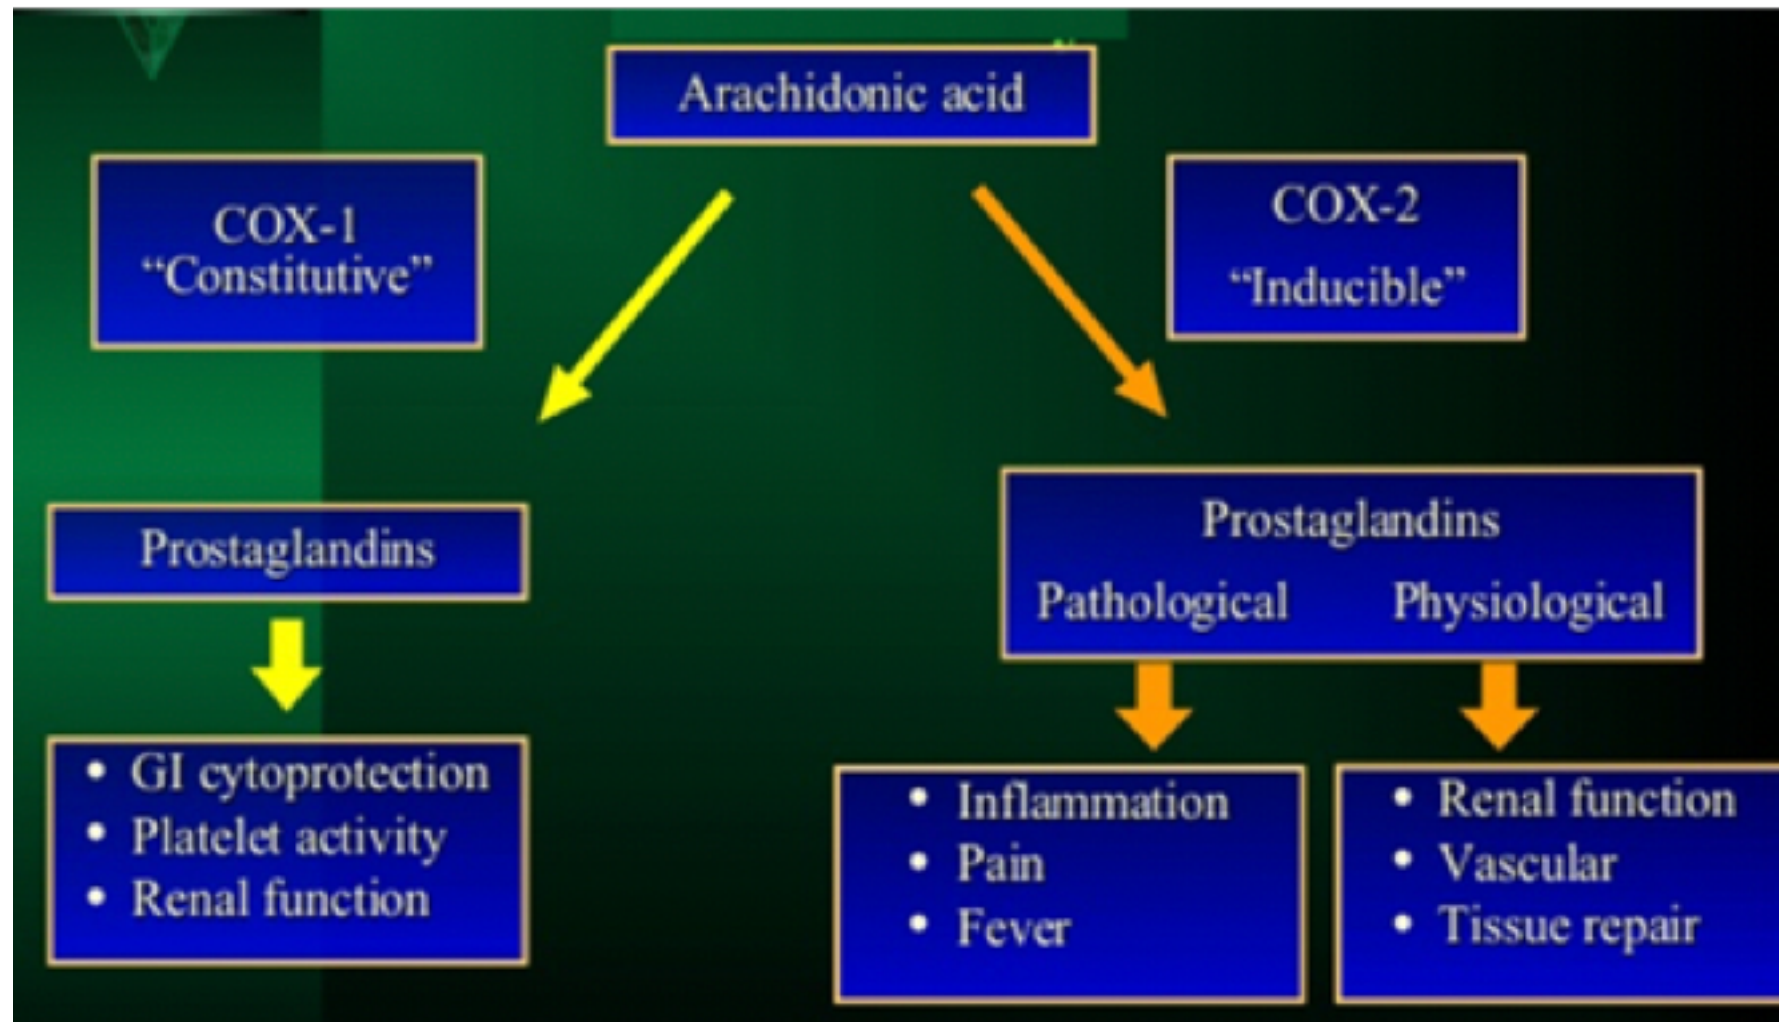 Arachidonic acid
COX-1
“Constitutive”
COX-2
“Inducible”
Prostaglandins
• GI cytoprotection
• Platelet activity
• Renal function
Prostaglandins
Pathological Physiological
• Inflammation
• Pain
• Fever
• Renal function
• Vascular
• Tissue repair